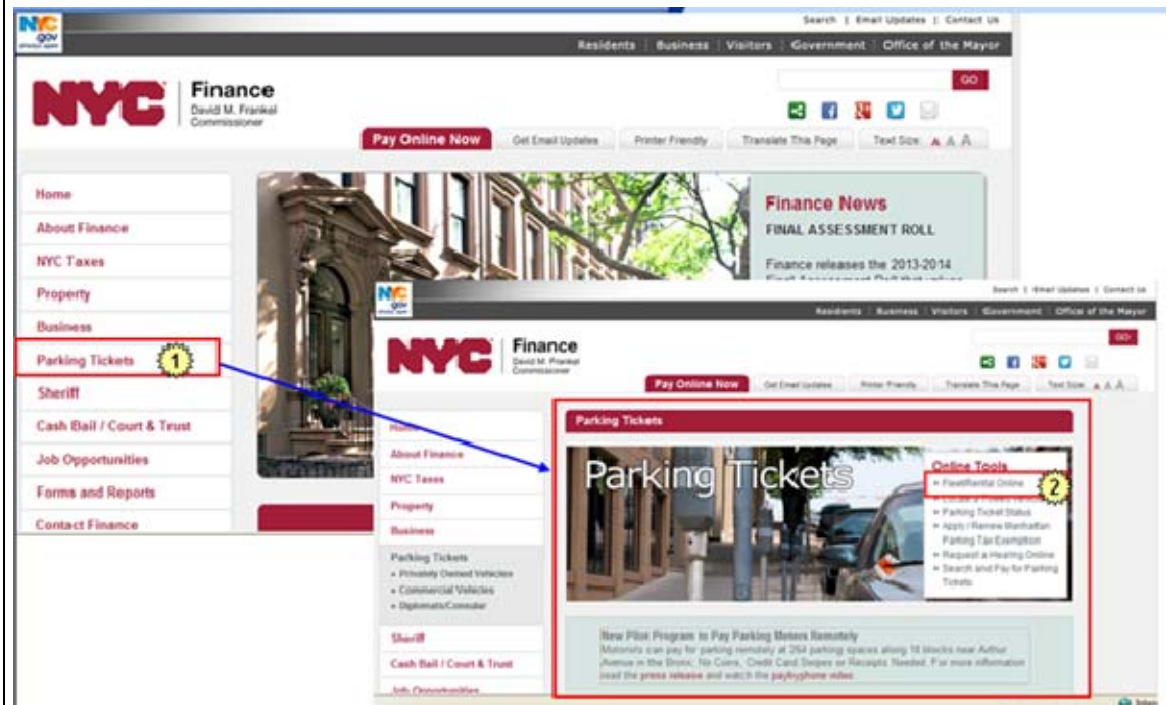 NYC
.gov
always open
Search | Email Updates | Contact Us
Residents | Business | Visitors | Government | Office of the Mayor
NYC
Finance
David M. Frankel
Commissioner
GO
Pay Online Now
Get Email Updates
Printer Friendly
Translate This Page
Text Size: A A A
Home
About Finance
NYC Taxes
Property
Business
Parking Tickets
1
Sheriff
Cash Bail / Court & Trust
Job Opportunities
Forms and Reports
Contact Finance
Finance News
FINAL ASSESSMENT ROLL
Finance releases the 2013-2014
Final Assessment Roll that values
NYC
.gov
Search | Email Updates | Contact Us
Residents | Business | Visitors | Government | Office of the Mayor
NYC
Finance
David M. Frankel
Commissioner
GO
Pay Online Now
Get Email Updates
Printer Friendly
Translate This Page
Text Size: A A A
Home
About Finance
NYC Taxes
Property
Business
Parking Tickets
» Privately Owned Vehicles
» Commercial Vehicles
» Diplomats/Consular
Sheriff
Cash Bail / Court & Trust
Job Opportunities
Parking Tickets
Parking Tickets
Online Tools
» Fleet/Rental Online
2
» Parking Ticket Status
» Apply / Renew Manhattan
Parking Tax Exemption
» Request a Hearing Online
» Search and Pay for Parking
Tickets
New Pilot Program to Pay Parking Meters Remotely
Motorists can pay for parking remotely at 264 parking spaces along 18 blocks near Arthur
Avenue in the Bronx. No Coins, Credit Card Swipes or Receipts Needed. For more information
read the press release and watch the paybyphone video.